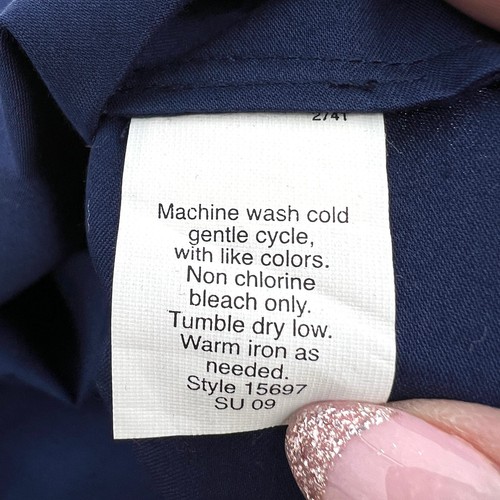 2741
Machine wash cold
gentle cycle,
with like colors.
Non chlorine
bleach only.
Tumble dry low.
Warm iron as
needed.
Style 15697
SU 09